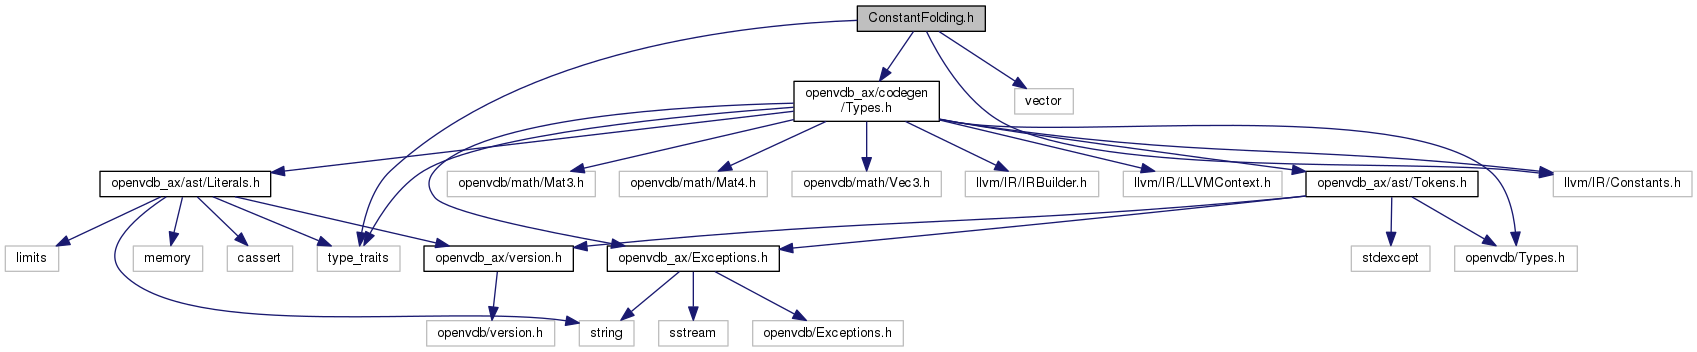 ConstantFolding.h
openvdb_ax/codegen
/Types.h
vector
openvdb_ax/ast/Literals.h
openvdb/math/Mat3.h
openvdb/math/Mat4.h
openvdb/math/Vec3.h
llvm/IR/IRBuilder.h
llvm/IR/LLVMContext.h
openvdb_ax/ast/Tokens.h
llvm/IR/Constants.h
limits
memory
cassert
type_traits
openvdb_ax/version.h
openvdb_ax/Exceptions.h
stdexcept
openvdb/Types.h
openvdb/version.h
string
sstream
openvdb/Exceptions.h